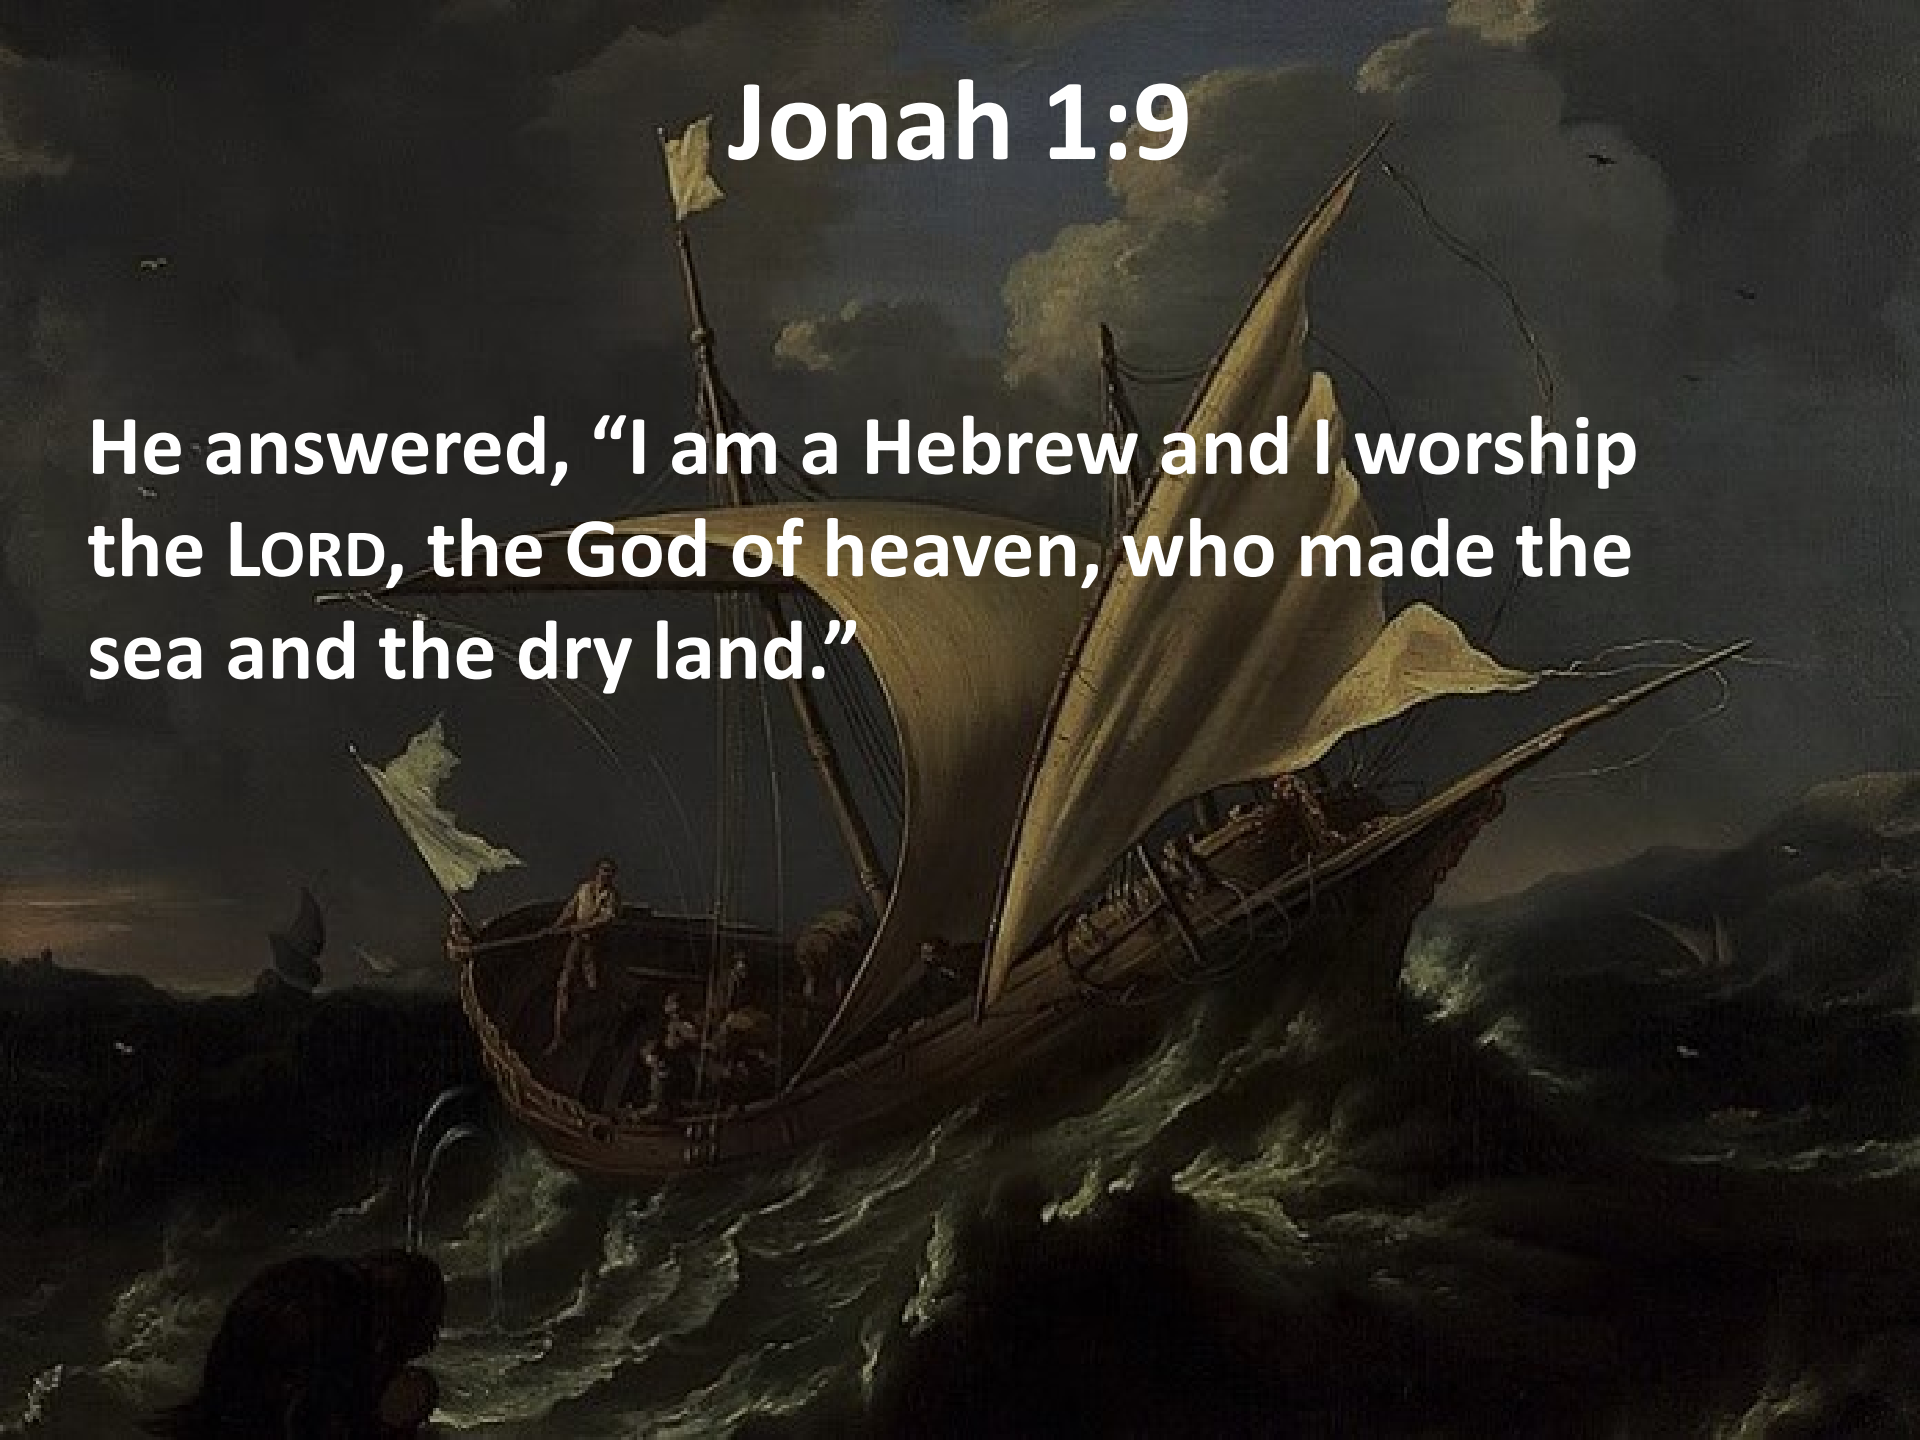 Jonah 1:9
He answered, “I am a Hebrew and I worship
the LORD, the God of heaven, who made the
sea and the dry land.”